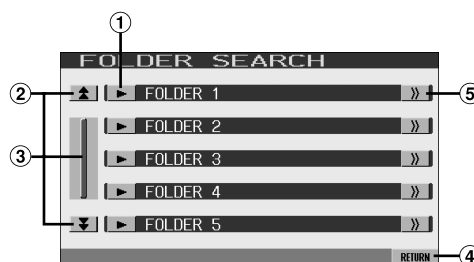 ①
FOLDER SEARCH
② ► FOLDER 1 » ⑤
► FOLDER 2 »
③ ► FOLDER 3 »
► FOLDER 4 »
► FOLDER 5 »
RETURN ④